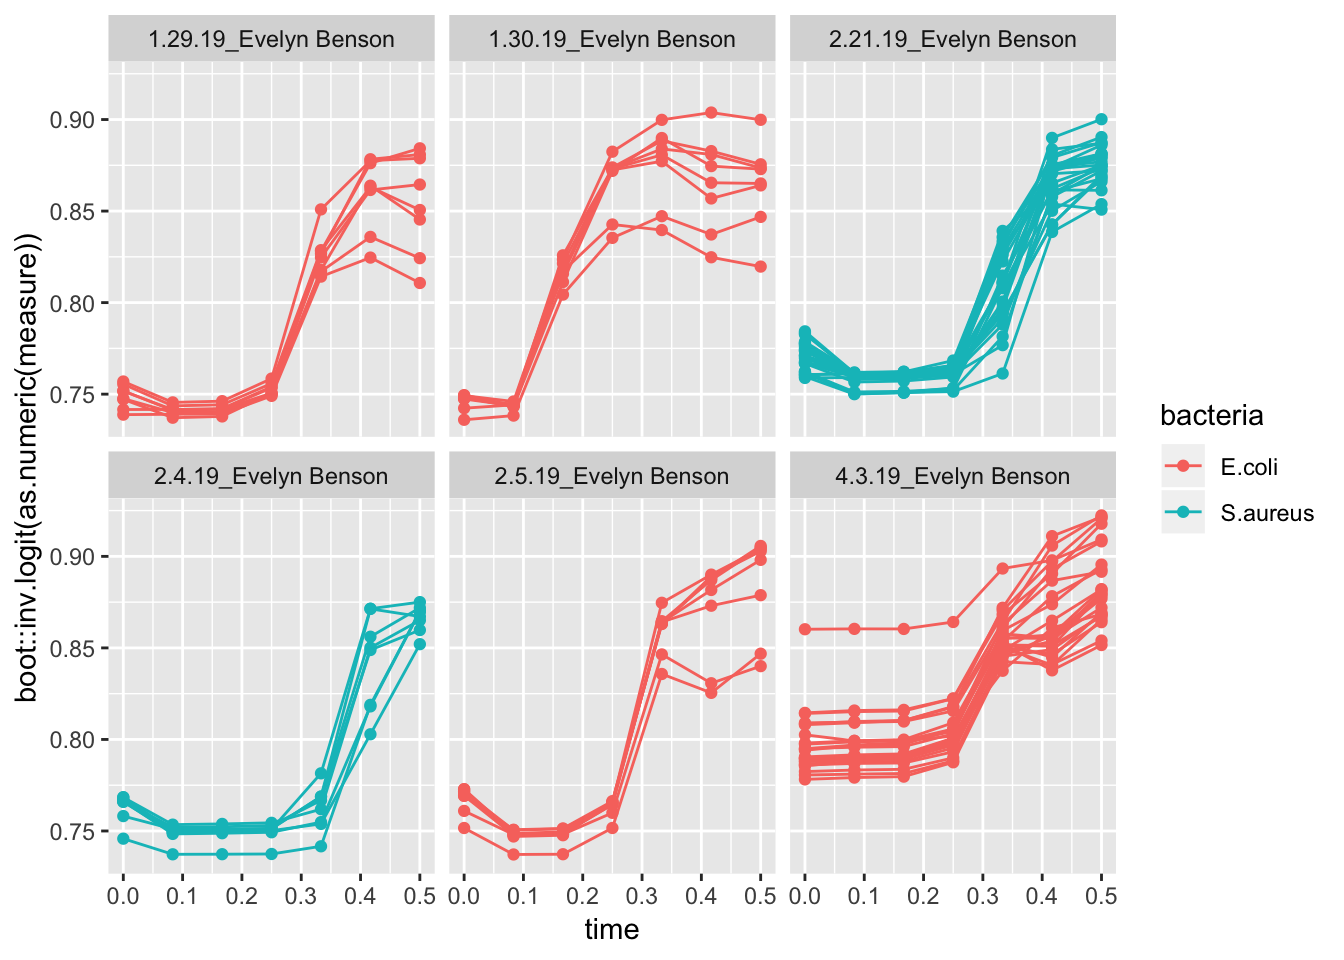 1.29.19_Evelyn Benson
1.30.19_Evelyn Benson
2.21.19_Evelyn Benson
0.90
0.85
0.80
0.75
2.4.19_Evelyn Benson
2.5.19_Evelyn Benson
4.3.19_Evelyn Benson
0.90
0.85
0.80
0.75
0.0 0.1 0.2 0.3 0.4 0.5
0.0 0.1 0.2 0.3 0.4 0.5
0.0 0.1 0.2 0.3 0.4 0.5
time
boot::inv.logit(as.numeric(measure))
bacteria
E.coli
S.aureus